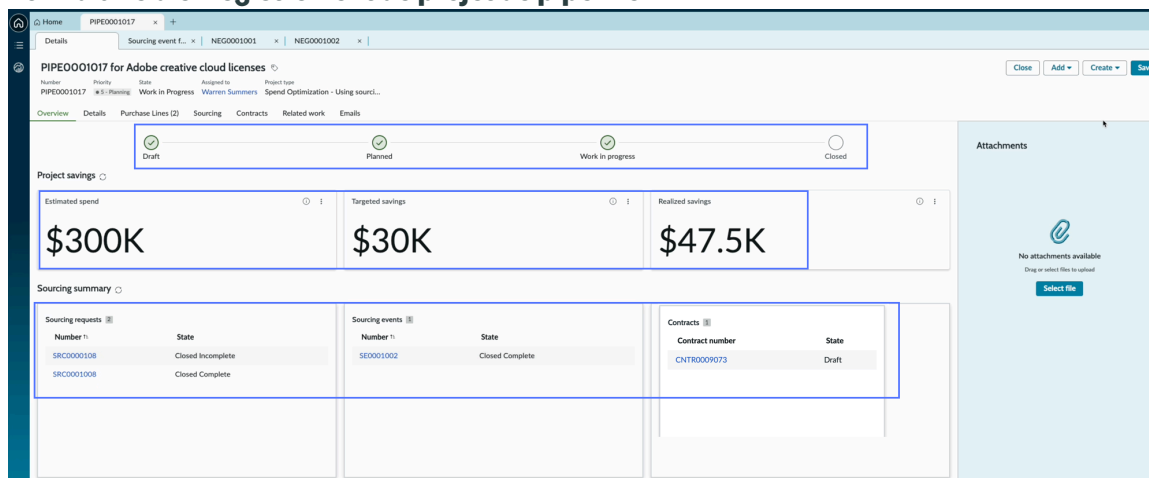 Home
PIPE0001017 × +
Details
Sourcing event f... ×
NEG0001001 ×
NEG0001002 ×
PIPE0001017 for Adobe creative cloud licenses
Close
Add
Create
Number
Priority
State
Assigned to
Project type
PIPE0001017
5 - Planning
Work in Progress
Warren Summers
Spend Optimization - Using sourci...
Overview
Details
Purchase Lines (2)
Sourcing
Contracts
Related work
Emails
Draft
Planned
Work in progress
Closed
Attachments
Project savings
Estimated spend
Targeted savings
Realized savings
$300K
$30K
$47.5K
No attachments available
Drag or select files to upload
Select file
Sourcing summary
Sourcing requests 2
Number
State
SRC0000108
Closed Incomplete
SRC0001008
Closed Complete
Sourcing events 1
Number
State
SE0001002
Closed Complete
Contracts 1
Contract number
State
CNTR0009073
Draft